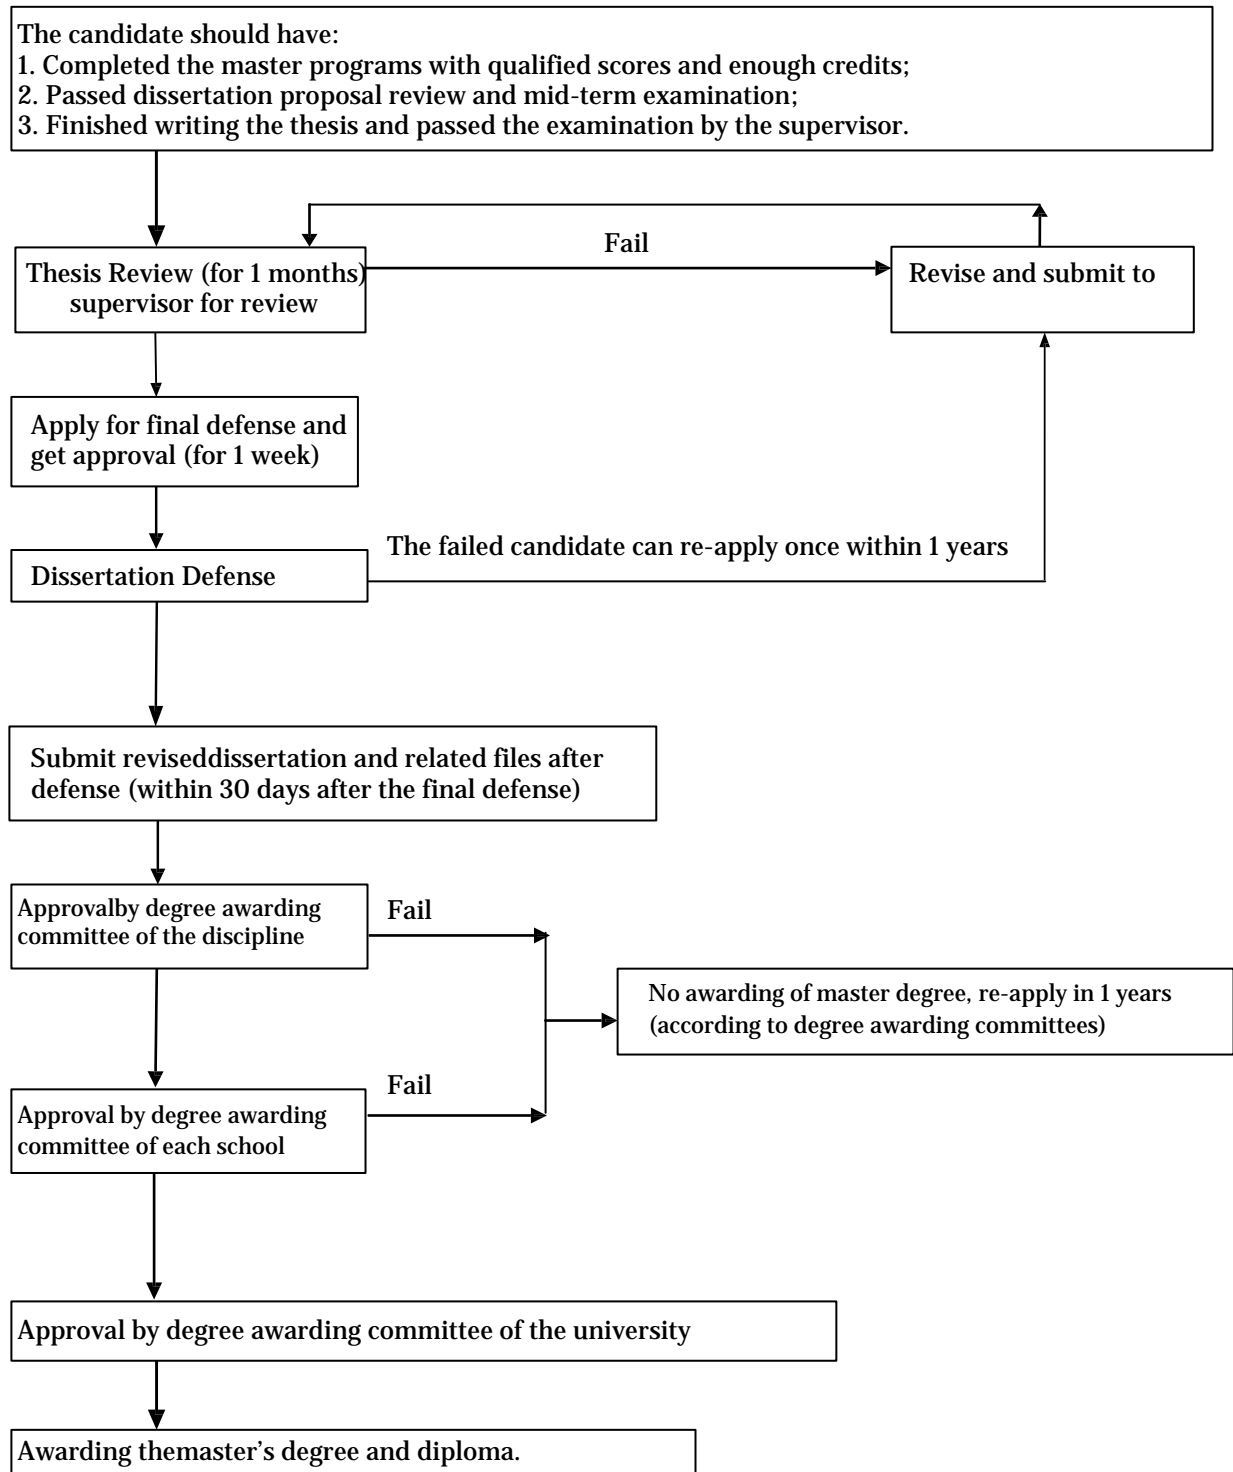 The candidate should have:
1. Completed the master programs with qualified scores and enough credits;
2. Passed dissertation proposal review and mid-term examination;
3. Finished writing the thesis and passed the examination by the supervisor.
Fail
Thesis Review (for 1 months)
supervisor for review
Revise and submit to
Apply for final defense and
get approval (for 1 week)
The failed candidate can re-apply once within 1 years
Dissertation Defense
Submit reviseddissertation and related files after
defense (within 30 days after the final defense)
Approvalby degree awarding
committee of the discipline
Fail
No awarding of master degree, re-apply in 1 years
(according to degree awarding committees)
Fail
Approval by degree awarding
committee of each school
Approval by degree awarding committee of the university
Awarding themaster's degree and diploma.